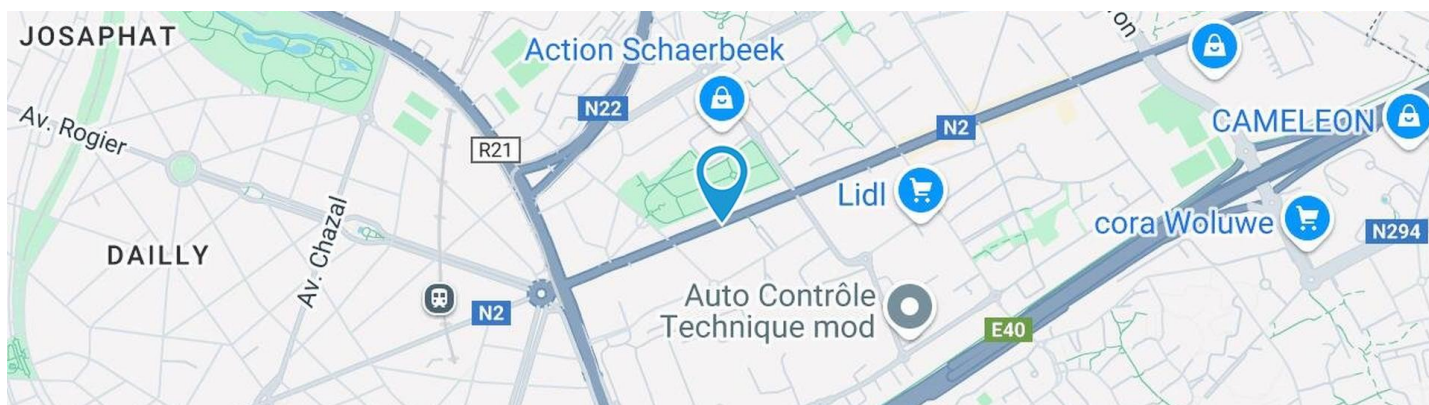 JOSAPHAT
on
Action Schaerbeek
N22
Av. Rogier
R21
N2
CAMELEON
Lidl
Av. Chazal
DAILLY
cora Woluwe
N294
Auto Contrôle
Technique mod
N2
E40